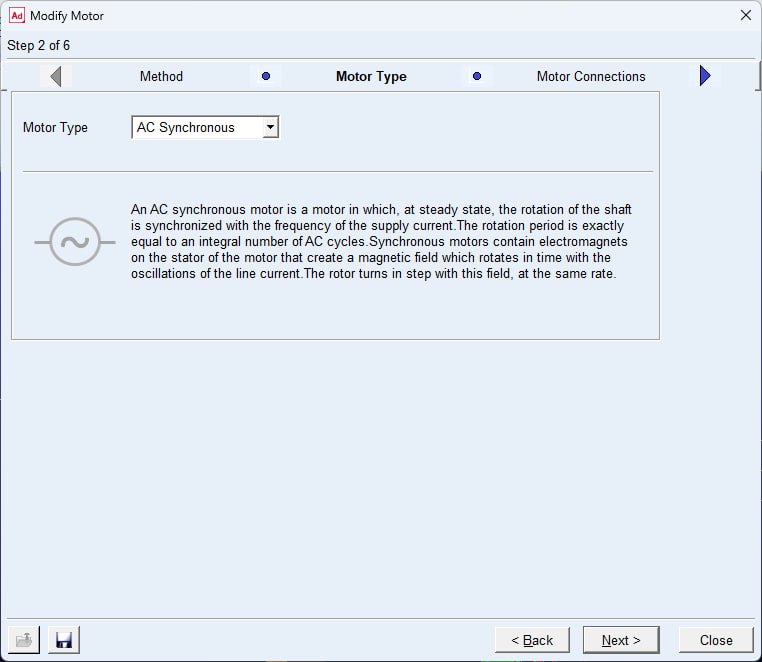 Ad Modify Motor
Step 2 of 6
Method Motor Type Motor Connections
Motor Type AC Synchronous
An AC synchronous motor is a motor in which, at steady state, the rotation of the shaft
is synchronized with the frequency of the supply current.The rotation period is exactly
equal to an integral number of AC cycles.Synchronous motors contain electromagnets
on the stator of the motor that create a magnetic field which rotates in time with the
oscillations of the line current.The rotor turns in step with this field, at the same rate.
< Back Next > Close